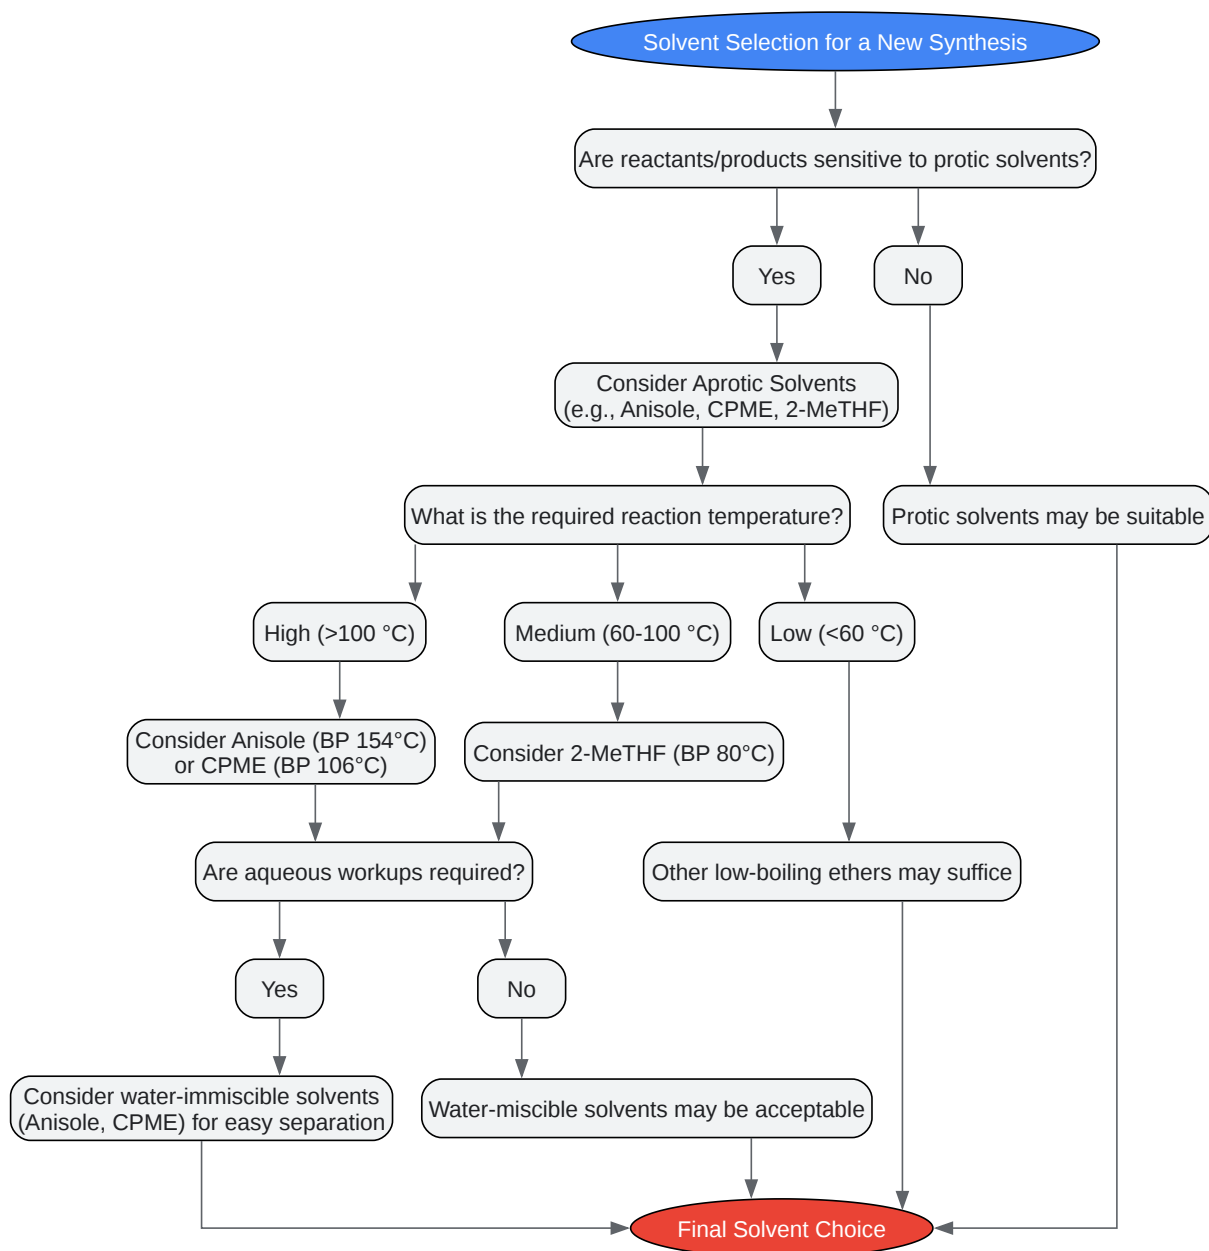 Solvent Selection for a New Synthesis
Are reactants/products sensitive to protic solvents?
Yes
No
Consider Aprotic Solvents
(e.g., Anisole, CPME, 2-MeTHF)
What is the required reaction temperature?
Protic solvents may be suitable
High (>100 °C)
Medium (60-100 °C)
Low (<60 °C)
Consider Anisole (BP 154°C)
or CPME (BP 106°C)
Consider 2-MeTHF (BP 80°C)
Are aqueous workups required?
Other low-boiling ethers may suffice
Yes
No
Consider water-immiscible solvents
(Anisole, CPME) for easy separation
Water-miscible solvents may be acceptable
Final Solvent Choice